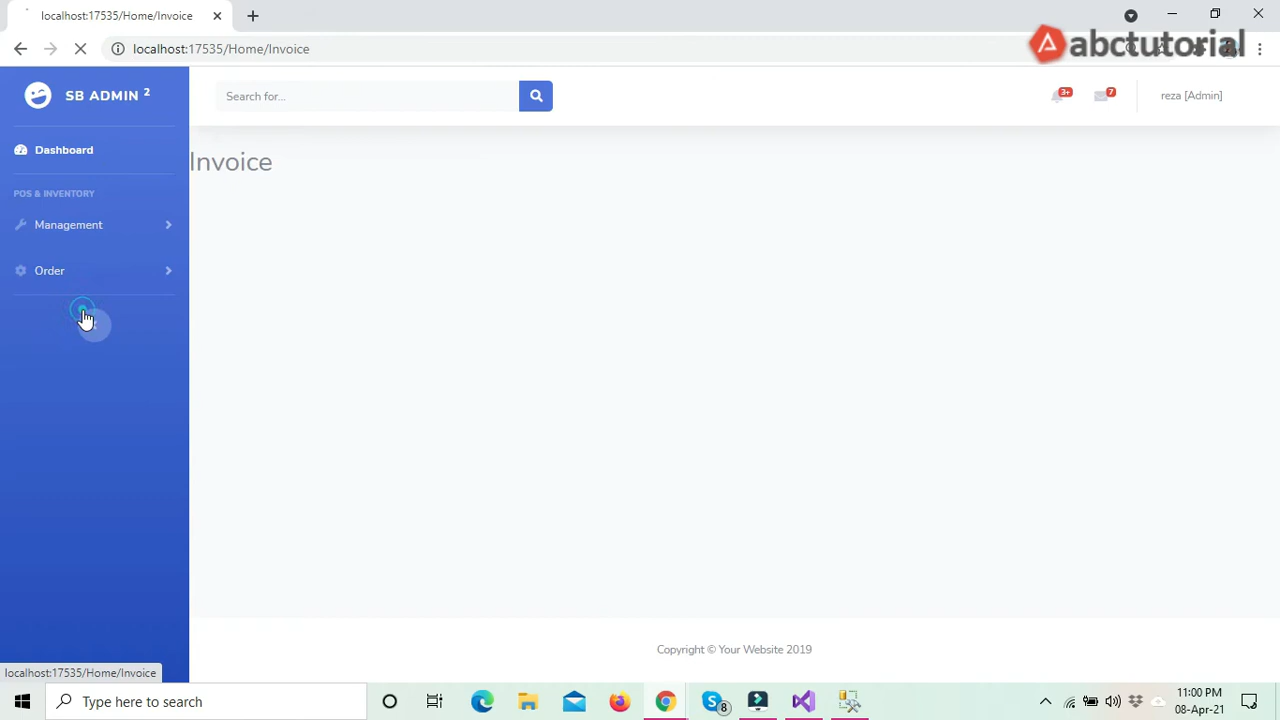 localhost:17535/Home/Invoice
localhost:17535/Home/Invoice
abctutorial
SB ADMIN 2
Search for...
3+
7
reza [Admin]
Dashboard
Invoice
POS & INVENTORY
Management
Order
Copyright © Your Website 2019
localhost:17535/Home/Invoice
Type here to search
8
11:00 PM
08-Apr-21